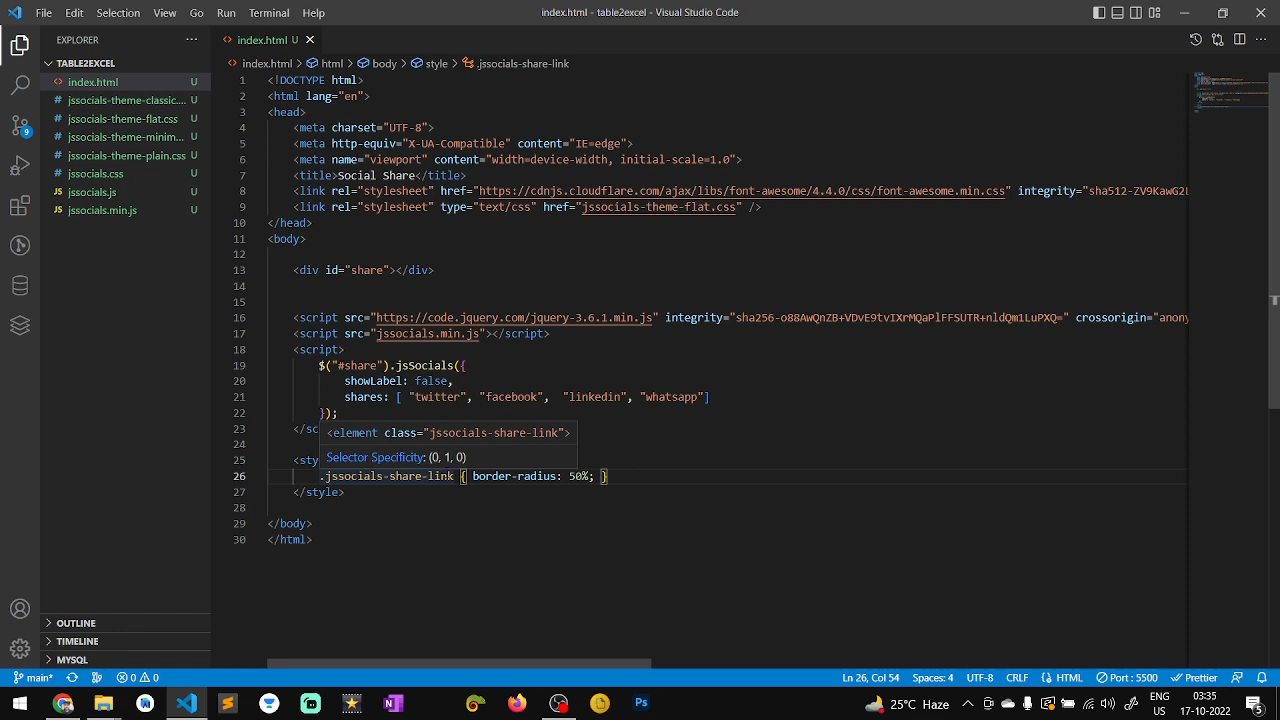 File Edit Selection View Go Run Terminal Help
index.html - table2excel - Visual Studio Code
EXPLORER
index.html U
TABLE2EXCEL
index.html > html > body > style > .jssocials-share-link
index.html U
jssocials-theme-classic.... U
jssocials-theme-flat.css U
jssocials-theme-minim... U
jssocials-theme-plain.css U
jssocials.css U
jssocials.js U
jssocials.min.js U
9
1 <!DOCTYPE html>
2 <html lang="en">
3 <head>
4 <meta charset="UTF-8">
5 <meta http-equiv="X-UA-Compatible" content="IE=edge">
6 <meta name="viewport" content="width=device-width, initial-scale=1.0">
7 <title>Social Share</title>
8 <link rel="stylesheet" href="https://cdnjs.cloudflare.com/ajax/libs/font-awesome/4.4.0/css/font-awesome.min.css" integrity="sha512-ZV9KawG2L
9 <link rel="stylesheet" type="text/css" href="jssocials-theme-flat.css" />
10 </head>
11 <body>
12
13 <div id="share"></div>
14
15
16 <script src="https://code.jquery.com/jquery-3.6.1.min.js" integrity="sha256-o88AwQnZB+VDvE9tvIXrMQaPlFFSUTR+nldQm1LuPXQ=" crossorigin="anony
17 <script src="jssocials.min.js"></script>
18 <script>
19 $("#share").jsSocials({
20 showLabel: false,
21 shares: [ "twitter", "facebook", "linkedin", "whatsapp"]
22 });
23 </sc
<element class="jssocials-share-link">
24
Selector Specificity: (0, 1, 0)
25 <sty
26 .jssocials-share-link { border-radius: 50%; }
27 </style>
28
29 </body>
30 </html>
OUTLINE
TIMELINE
MYSQL
main* 0 0
Ln 26, Col 54 Spaces: 4 UTF-8 CRLF HTML Port : 5500 Prettier
Ps
25°C Haze
ENG
US
03:35
17-10-2022
5